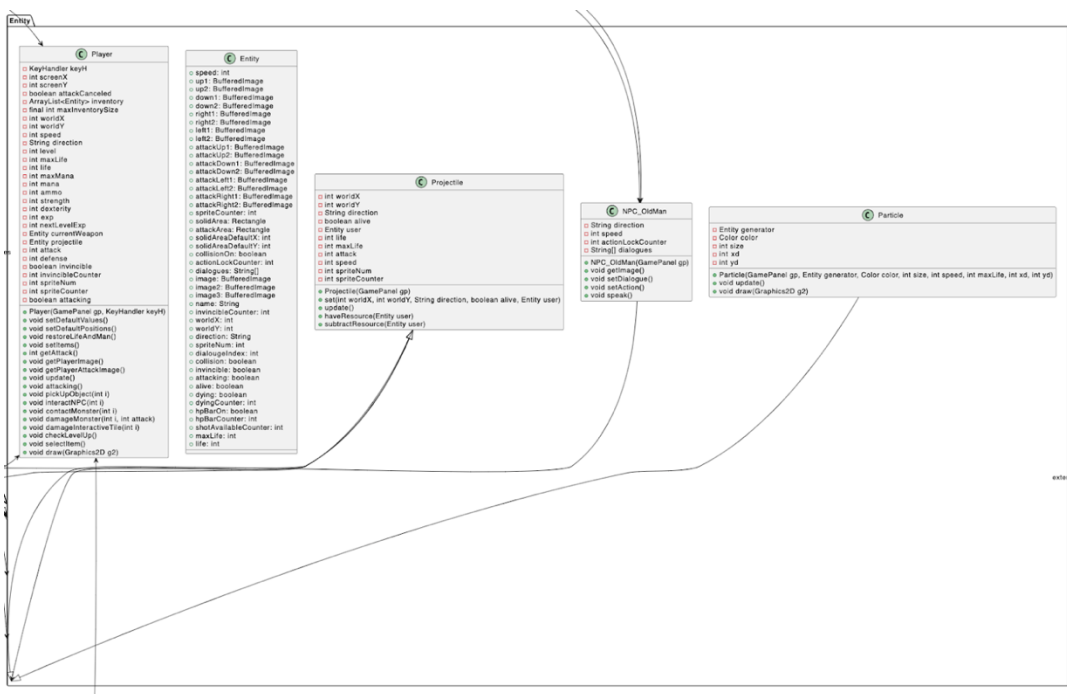 Entity
C Player
KeyHandler keyH
int screenX
int screenY
boolean attackCanceled
ArrayList<Entity> inventory
final int maxInventorySize
int worldX
int worldY
int speed
String direction
int level
int maxLife
int life
int maxMana
int mana
int ammo
int strength
int dexterity
int exp
int nextLevelExp
Entity currentWeapon
Entity projectile
int attack
int defense
boolean invincible
int invincibleCounter
int spriteNum
int spriteCounter
boolean attacking
Player(GamePanel gp, KeyHandler keyH)
void setDefaultValues()
void setDefaultPositions()
void restoreLifeAndMan()
void setItems()
int getAttack()
void getPlayerImage()
void getPlayerAttackImage()
void update()
void attacking()
void pickUpObject(int i)
void interactNPC(int i)
void contactMonster(int i)
void damageMonster(int i, int attack)
void damageInteractiveTile(int i)
void checkLevelUp()
void selectItem()
void draw(Graphics2D g2)
C Entity
speed: int
up1: BufferedImage
up2: BufferedImage
down1: BufferedImage
down2: BufferedImage
right1: BufferedImage
right2: BufferedImage
left1: BufferedImage
left2: BufferedImage
attackUp1: BufferedImage
attackUp2: BufferedImage
attackDown1: BufferedImage
attackDown2: BufferedImage
attackLeft1: BufferedImage
attackLeft2: BufferedImage
attackRight1: BufferedImage
attackRight2: BufferedImage
spriteCounter: int
solidArea: Rectangle
attackArea: Rectangle
solidAreaDefaultX: int
solidAreaDefaultY: int
collisionOn: boolean
actionLockCounter: int
dialogues: String[]
image: BufferedImage
image2: BufferedImage
image3: BufferedImage
name: String
invincibleCounter: int
worldX: int
worldY: int
direction: String
spriteNum: int
dialougeIndex: int
collision: boolean
invincible: boolean
attacking: boolean
alive: boolean
dying: boolean
dyingCounter: int
hpBarOn: boolean
hpBarCounter: int
shotAvailableCounter: int
maxLife: int
life: int
C Projectile
int worldX
int worldY
String direction
boolean alive
Entity user
int life
int maxLife
int attack
int speed
int spriteNum
int spriteCounter
Projectile(GamePanel gp)
set(int worldX, int worldY, String direction, boolean alive, Entity user)
update()
haveResource(Entity user)
subtractResource(Entity user)
C NPC_OldMan
String direction
int speed
int actionLockCounter
String[] dialogues
NPC_OldMan(GamePanel gp)
void getImage()
void setDialogue()
void setAction()
void speak()
C Particle
Entity generator
Color color
int size
int xd
int yd
Particle(GamePanel gp, Entity generator, Color color, int size, int speed, int maxLife, int xd, int yd)
void update()
void draw(Graphics2D g2)
exte